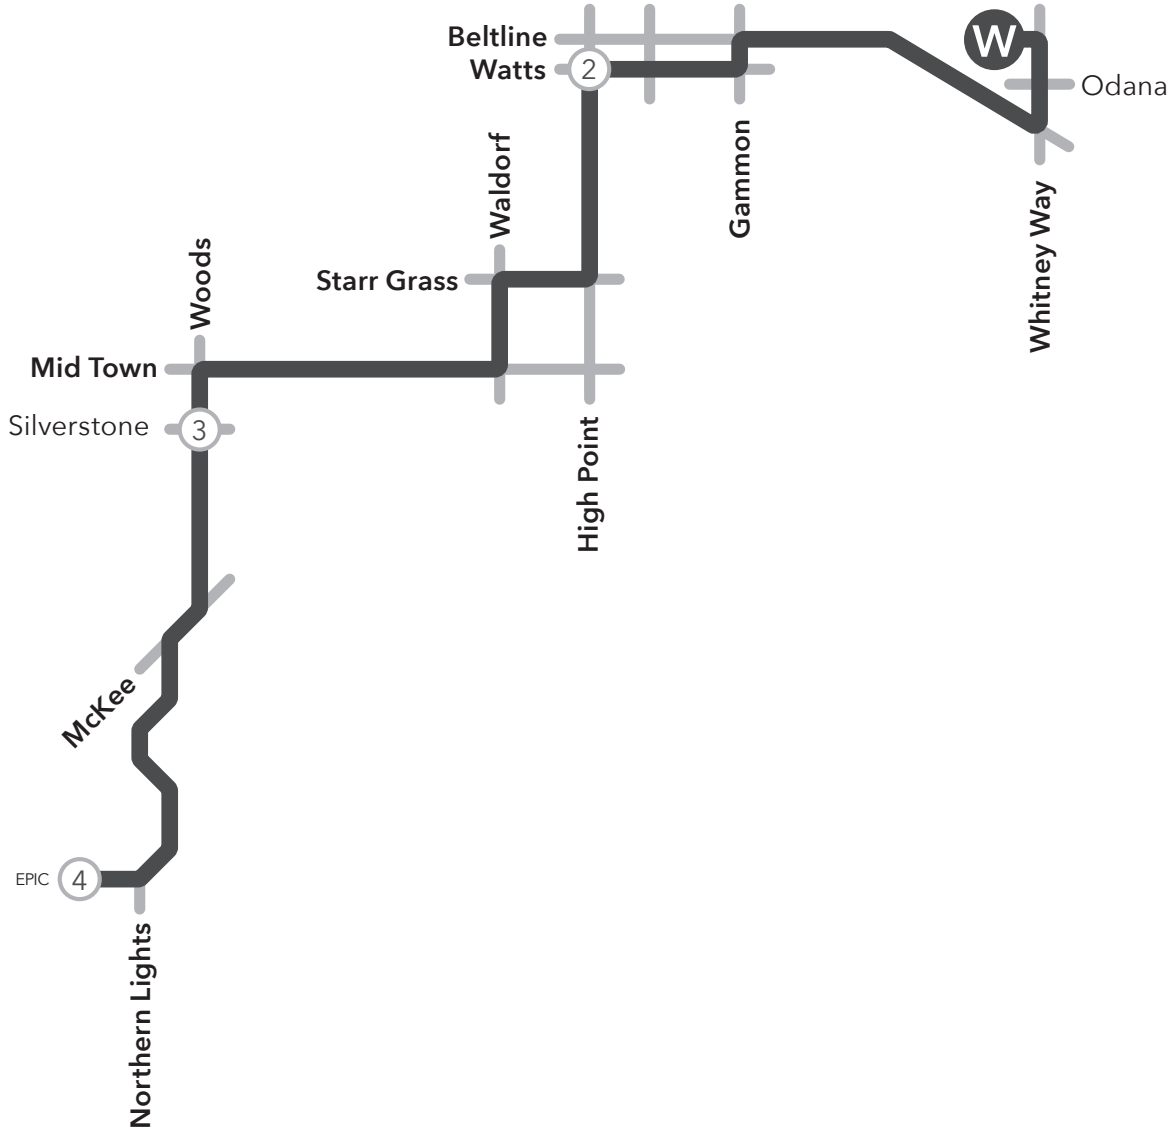 Beltline
W
Watts
2
Odana
Gammon
Waldorf
Whitney Way
Woods
Starr Grass
Mid Town
Silverstone
3
High Point
McKee
EPIC
4
Northern Lights